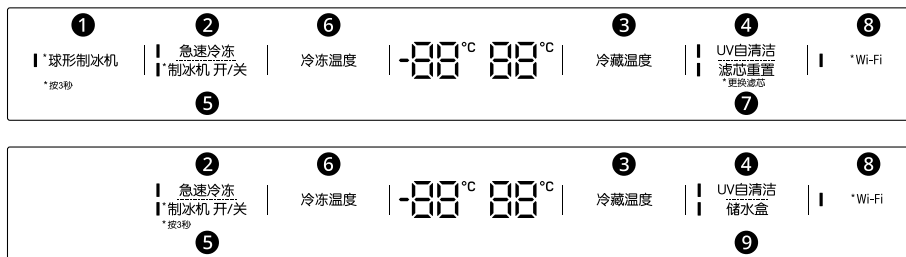 ❶ ❷ ❻ ❸ ❹ ❽
*球形制冰机 急速冷冻 冷冻温度 -88°C 88°C 冷藏温度 UV自清洁 *Wi-Fi
*制冰机 开/关 滤芯重置
*按3秒 *更换滤芯
❺ ❼
❷ ❻ ❸ ❹ ❽
急速冷冻 冷冻温度 -88°C 88°C 冷藏温度 UV自清洁 *Wi-Fi
*制冰机 开/关 储水盒
*按3秒
❺ ❾